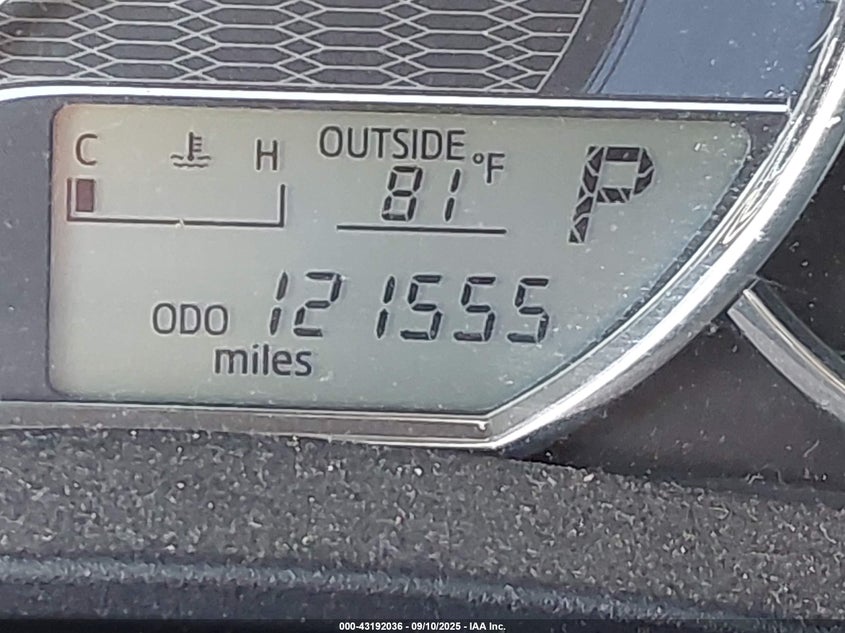 C H OUTSIDE °F P
81
ODO 121555
miles
000-43192036 - 09/10/2025 - IAA Inc.